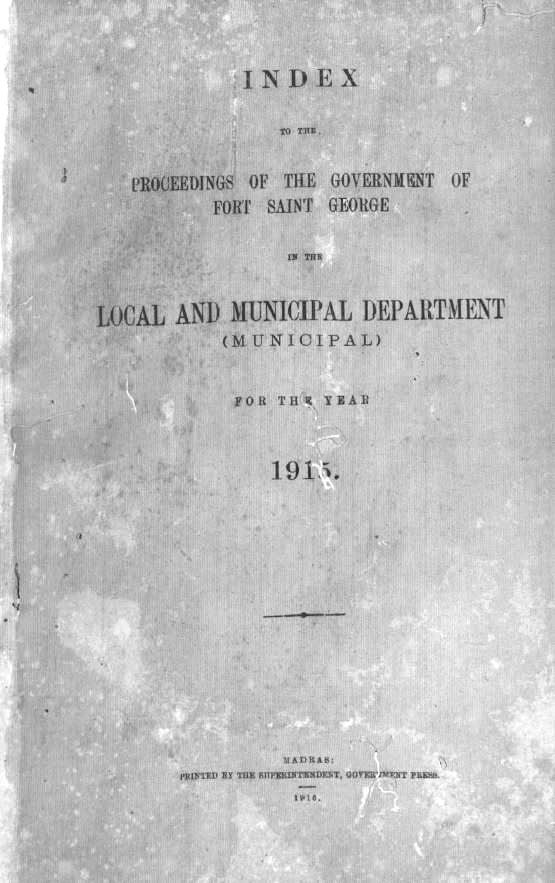 INDEX
TO THE
PROCEEDINGS OF THE GOVERNMENT OF
FORT SAINT GEORGE
IN THE
LOCAL AND MUNICIPAL DEPARTMENT
(MUNICIPAL)
FOR THE YEAR
1915.
MADRAS:
PRINTED BY THE SUPERINTENDENT, GOVERNMENT PRESS.
1916.